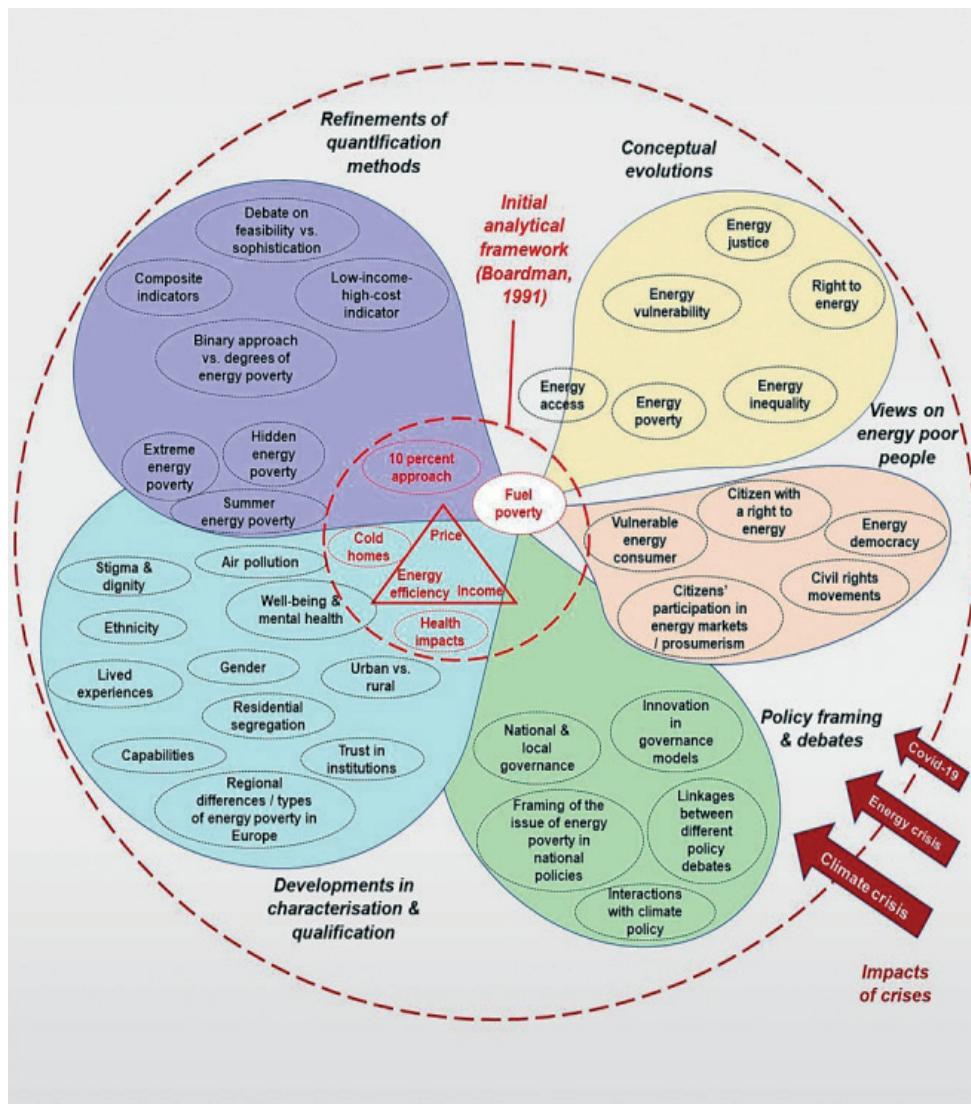 Refinements of
quantification
methods
Debate on
feasibility vs.
sophistication
Composite
indicators
Low-income-
high-cost
indicator
Binary approach
vs. degrees of
energy poverty
Extreme
energy
poverty
Hidden
energy
poverty
Summer
energy poverty
10 percent
approach
Initial
analytical
framework
(Boardman,
1991)
Conceptual
evolutions
Energy
justice
Energy
vulnerability
Right to
energy
Energy
access
Energy
poverty
Energy
inequality
Views on
energy poor
people
Fuel
poverty
Vulnerable
energy
consumer
Citizen with
a right to
energy
Energy
democracy
Citizens'
participation in
energy markets
/ prosumerism
Civil rights
movements
Price
Energy
efficiency
Income
Cold
homes
Health
impacts
Stigma &
dignity
Air pollution
Ethnicity
Well-being &
mental health
Lived
experiences
Gender
Urban vs.
rural
Residential
segregation
Capabilities
Trust in
institutions
Regional
differences / types
of energy poverty in
Europe
Developments in
characterisation &
qualification
Policy framing
& debates
National &
local
governance
Innovation
in
governance
models
Framing of the
issue of energy
poverty in
national
policies
Linkages
between
different
policy
debates
Interactions
with climate
policy
Covid-19
Energy crisis
Climate crisis
Impacts
of crises